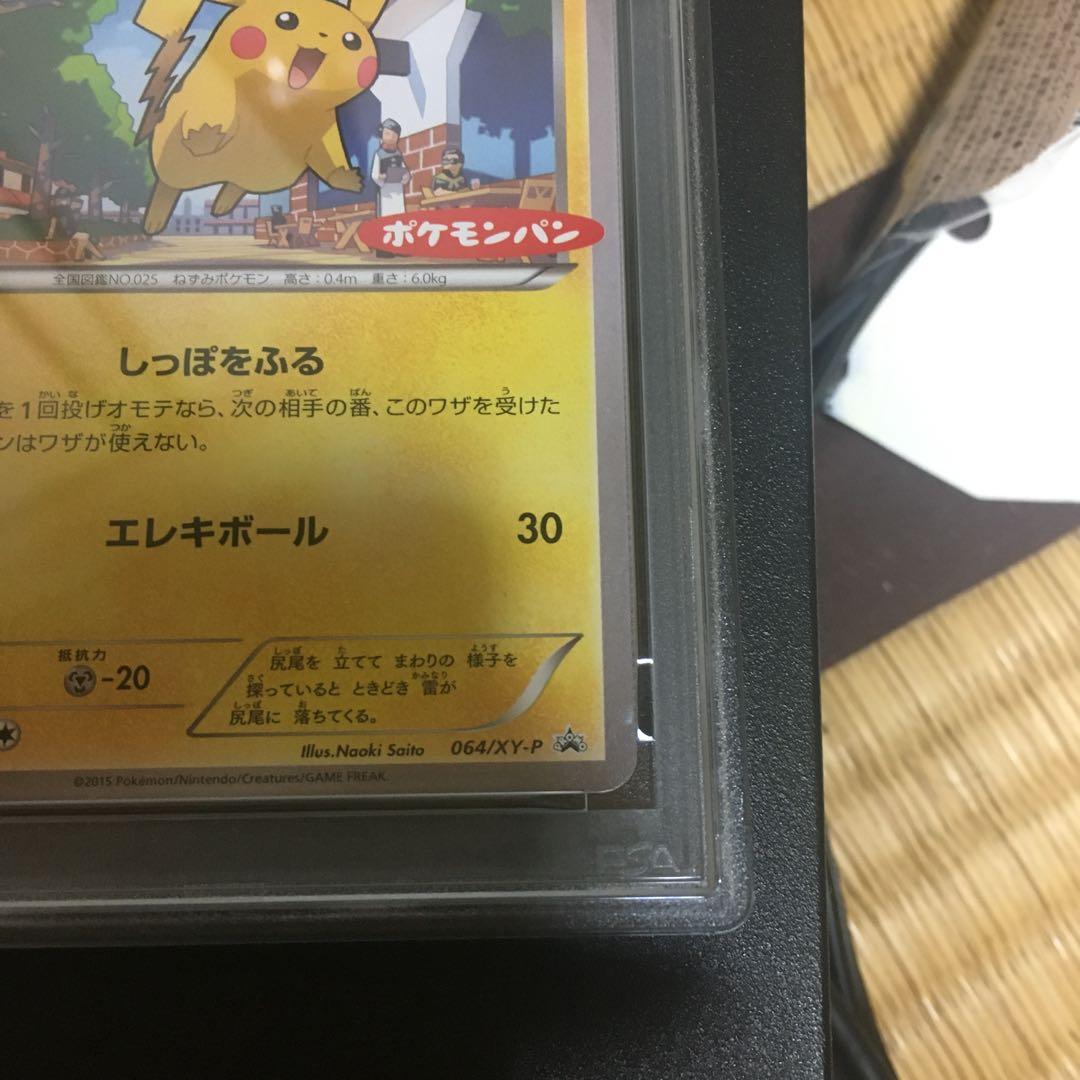 ポケモンパン
全国図鑑NO.025 ねずみポケモン 高さ：0.4m 重さ：6.0kg
しっぽをふる
を1回投げオモテなら、次の相手の番、このワザを受けた
ンはワザが使えない。
エレキボール 30
抵抗力
-20
尻尾を 立てて まわりの 様子を
探っていると ときどき 雷が
尻尾に 落ちてくる。
Illus.Naoki Saito 064/XY-P
©2015 Pokémon/Nintendo/Creatures/GAME FREAK.
PSA